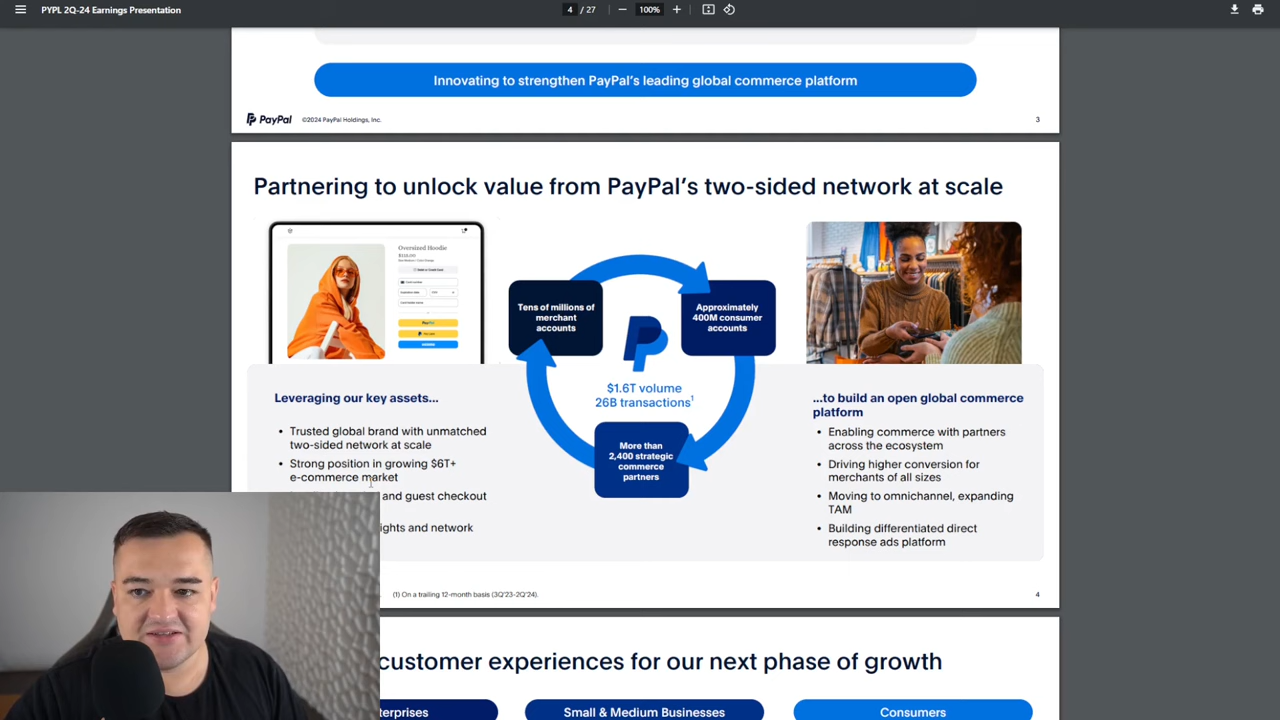 PYPL 2Q-24 Earnings Presentation
4 / 27
100%
Innovating to strengthen PayPal's leading global commerce platform
PayPal
©2024 PayPal Holdings, Inc.
3
Partnering to unlock value from PayPal's two-sided network at scale
Oversized Hoodie
PayPal
Tens of millions of
merchant
accounts
Approximately
400M consumer
accounts
$1.6T volume
26B transactions1
More than
2,400 strategic
commerce
partners
Leveraging our key assets...
• Trusted global brand with unmatched
two-sided network at scale
• Strong position in growing $6T+
e-commerce market
and guest checkout
ights and network
...to build an open global commerce
platform
• Enabling commerce with partners
across the ecosystem
• Driving higher conversion for
merchants of all sizes
• Moving to omnichannel, expanding
TAM
• Building differentiated direct
response ads platform
(1) On a trailing 12-month basis (3Q'23-2Q'24).
4
customer experiences for our next phase of growth
terprises
Small & Medium Businesses
Consumers